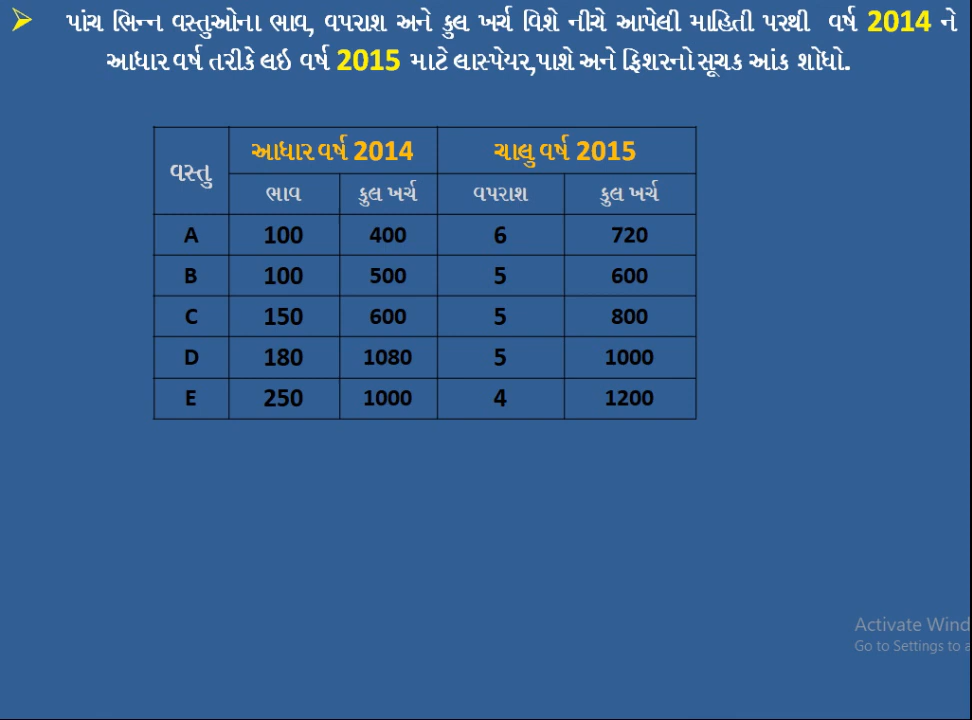 ➢ પાંચ ભિન્ન વસ્તુઓના ભાવ, વપરાશ અને કુલ ખર્ચ વિશે નીચે આપેલી માહિતી પરથી વર્ષ 2014 ને
આધાર વર્ષ તરીકે લઇ વર્ષ 2015 માટે લાસ્પેયર,પાશે અને ફિશરનો સૂચક આંક શોધો.
વસ્તુ આધાર વર્ષ 2014 ચાલુ વર્ષ 2015
ભાવ કુલ ખર્ચ વપરાશ કુલ ખર્ચ
A 100 400 6 720
B 100 500 5 600
C 150 600 5 800
D 180 1080 5 1000
E 250 1000 4 1200
Activate Wind
Go to Settings to a